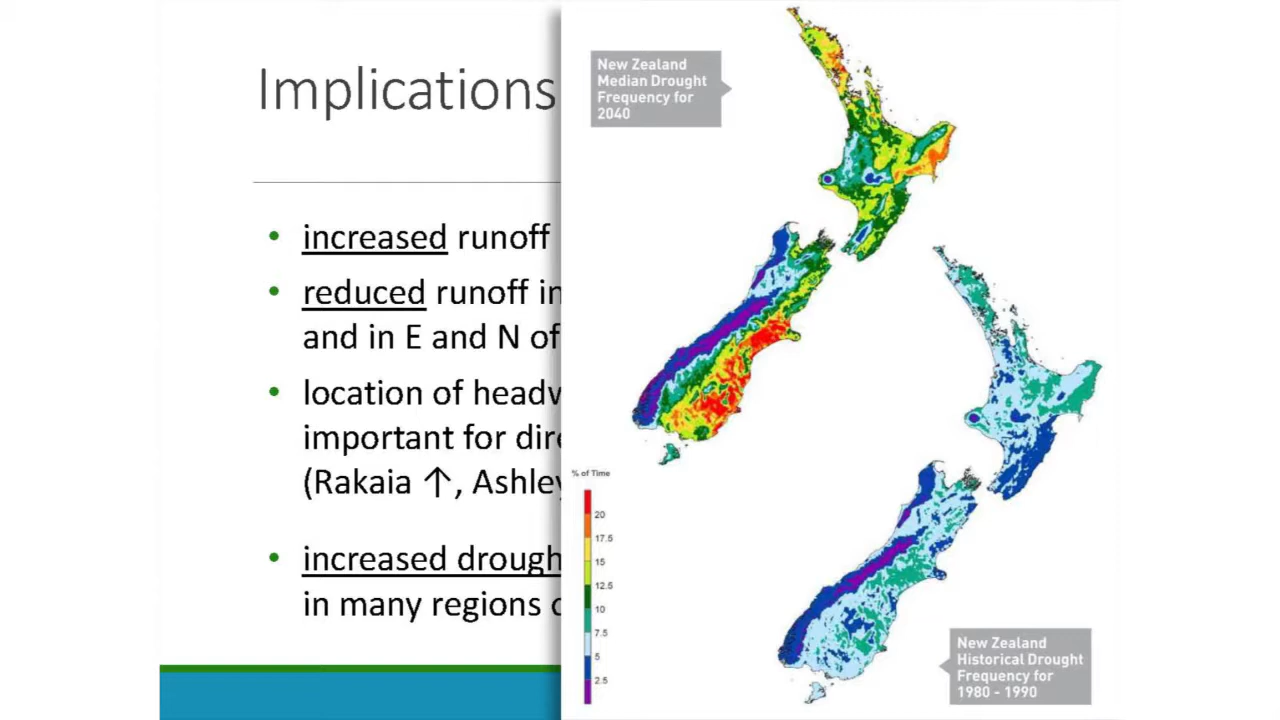 Implications
• increased runoff
• reduced runoff in
and in E and N of
• location of headw
important for dire
(Rakaia ↑, Ashley
• increased drough
in many regions o
New Zealand
Median Drought
Frequency for
2040
% of Time
20
17.5
15
12.5
10
7.5
5
2.5
New Zealand
Historical Drought
Frequency for
1980 - 1990